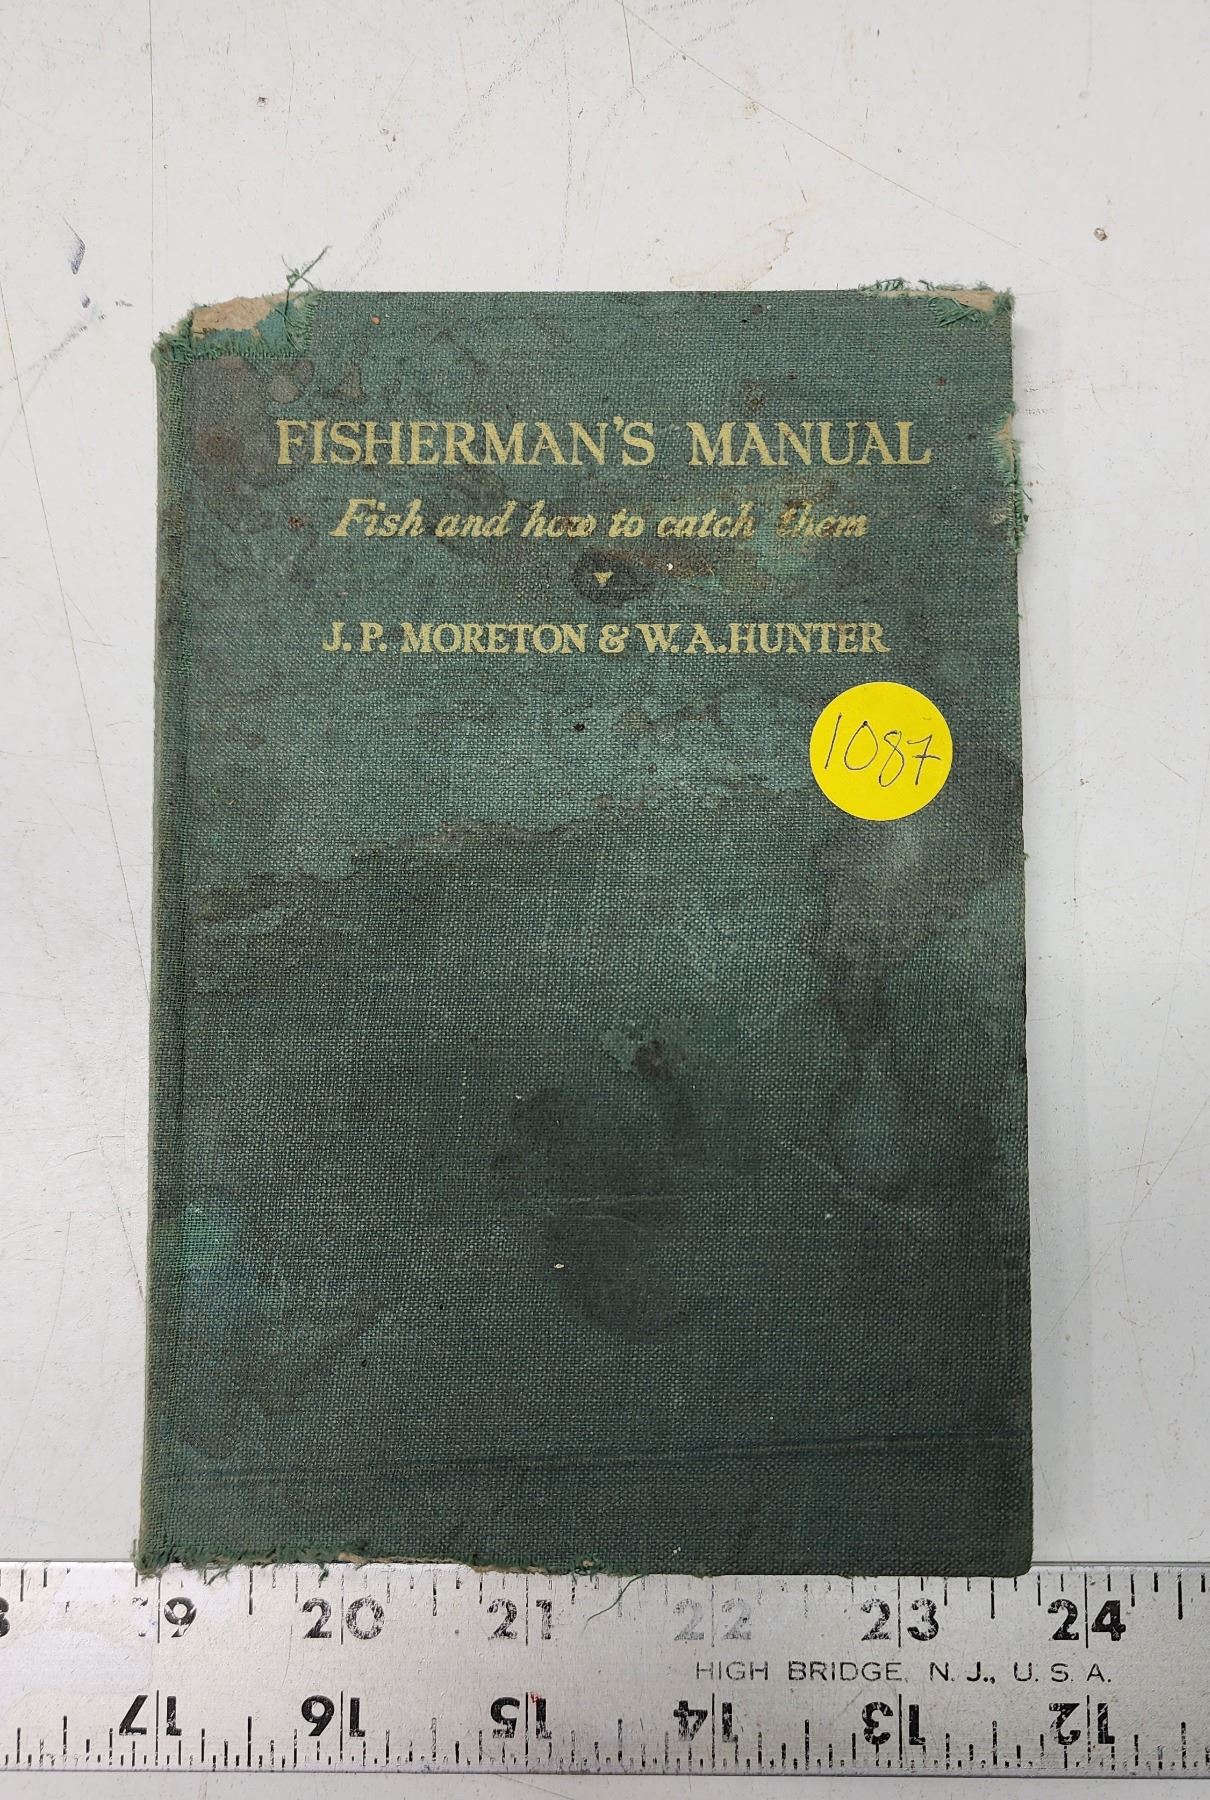 FISHERMAN'S MANUAL
Fish and how to catch them
J. P. MORETON & W. A. HUNTER
1087
8 19 20 21 22 23 24
HIGH BRIDGE, N. J., U. S. A.
17 16 15 14 13 12